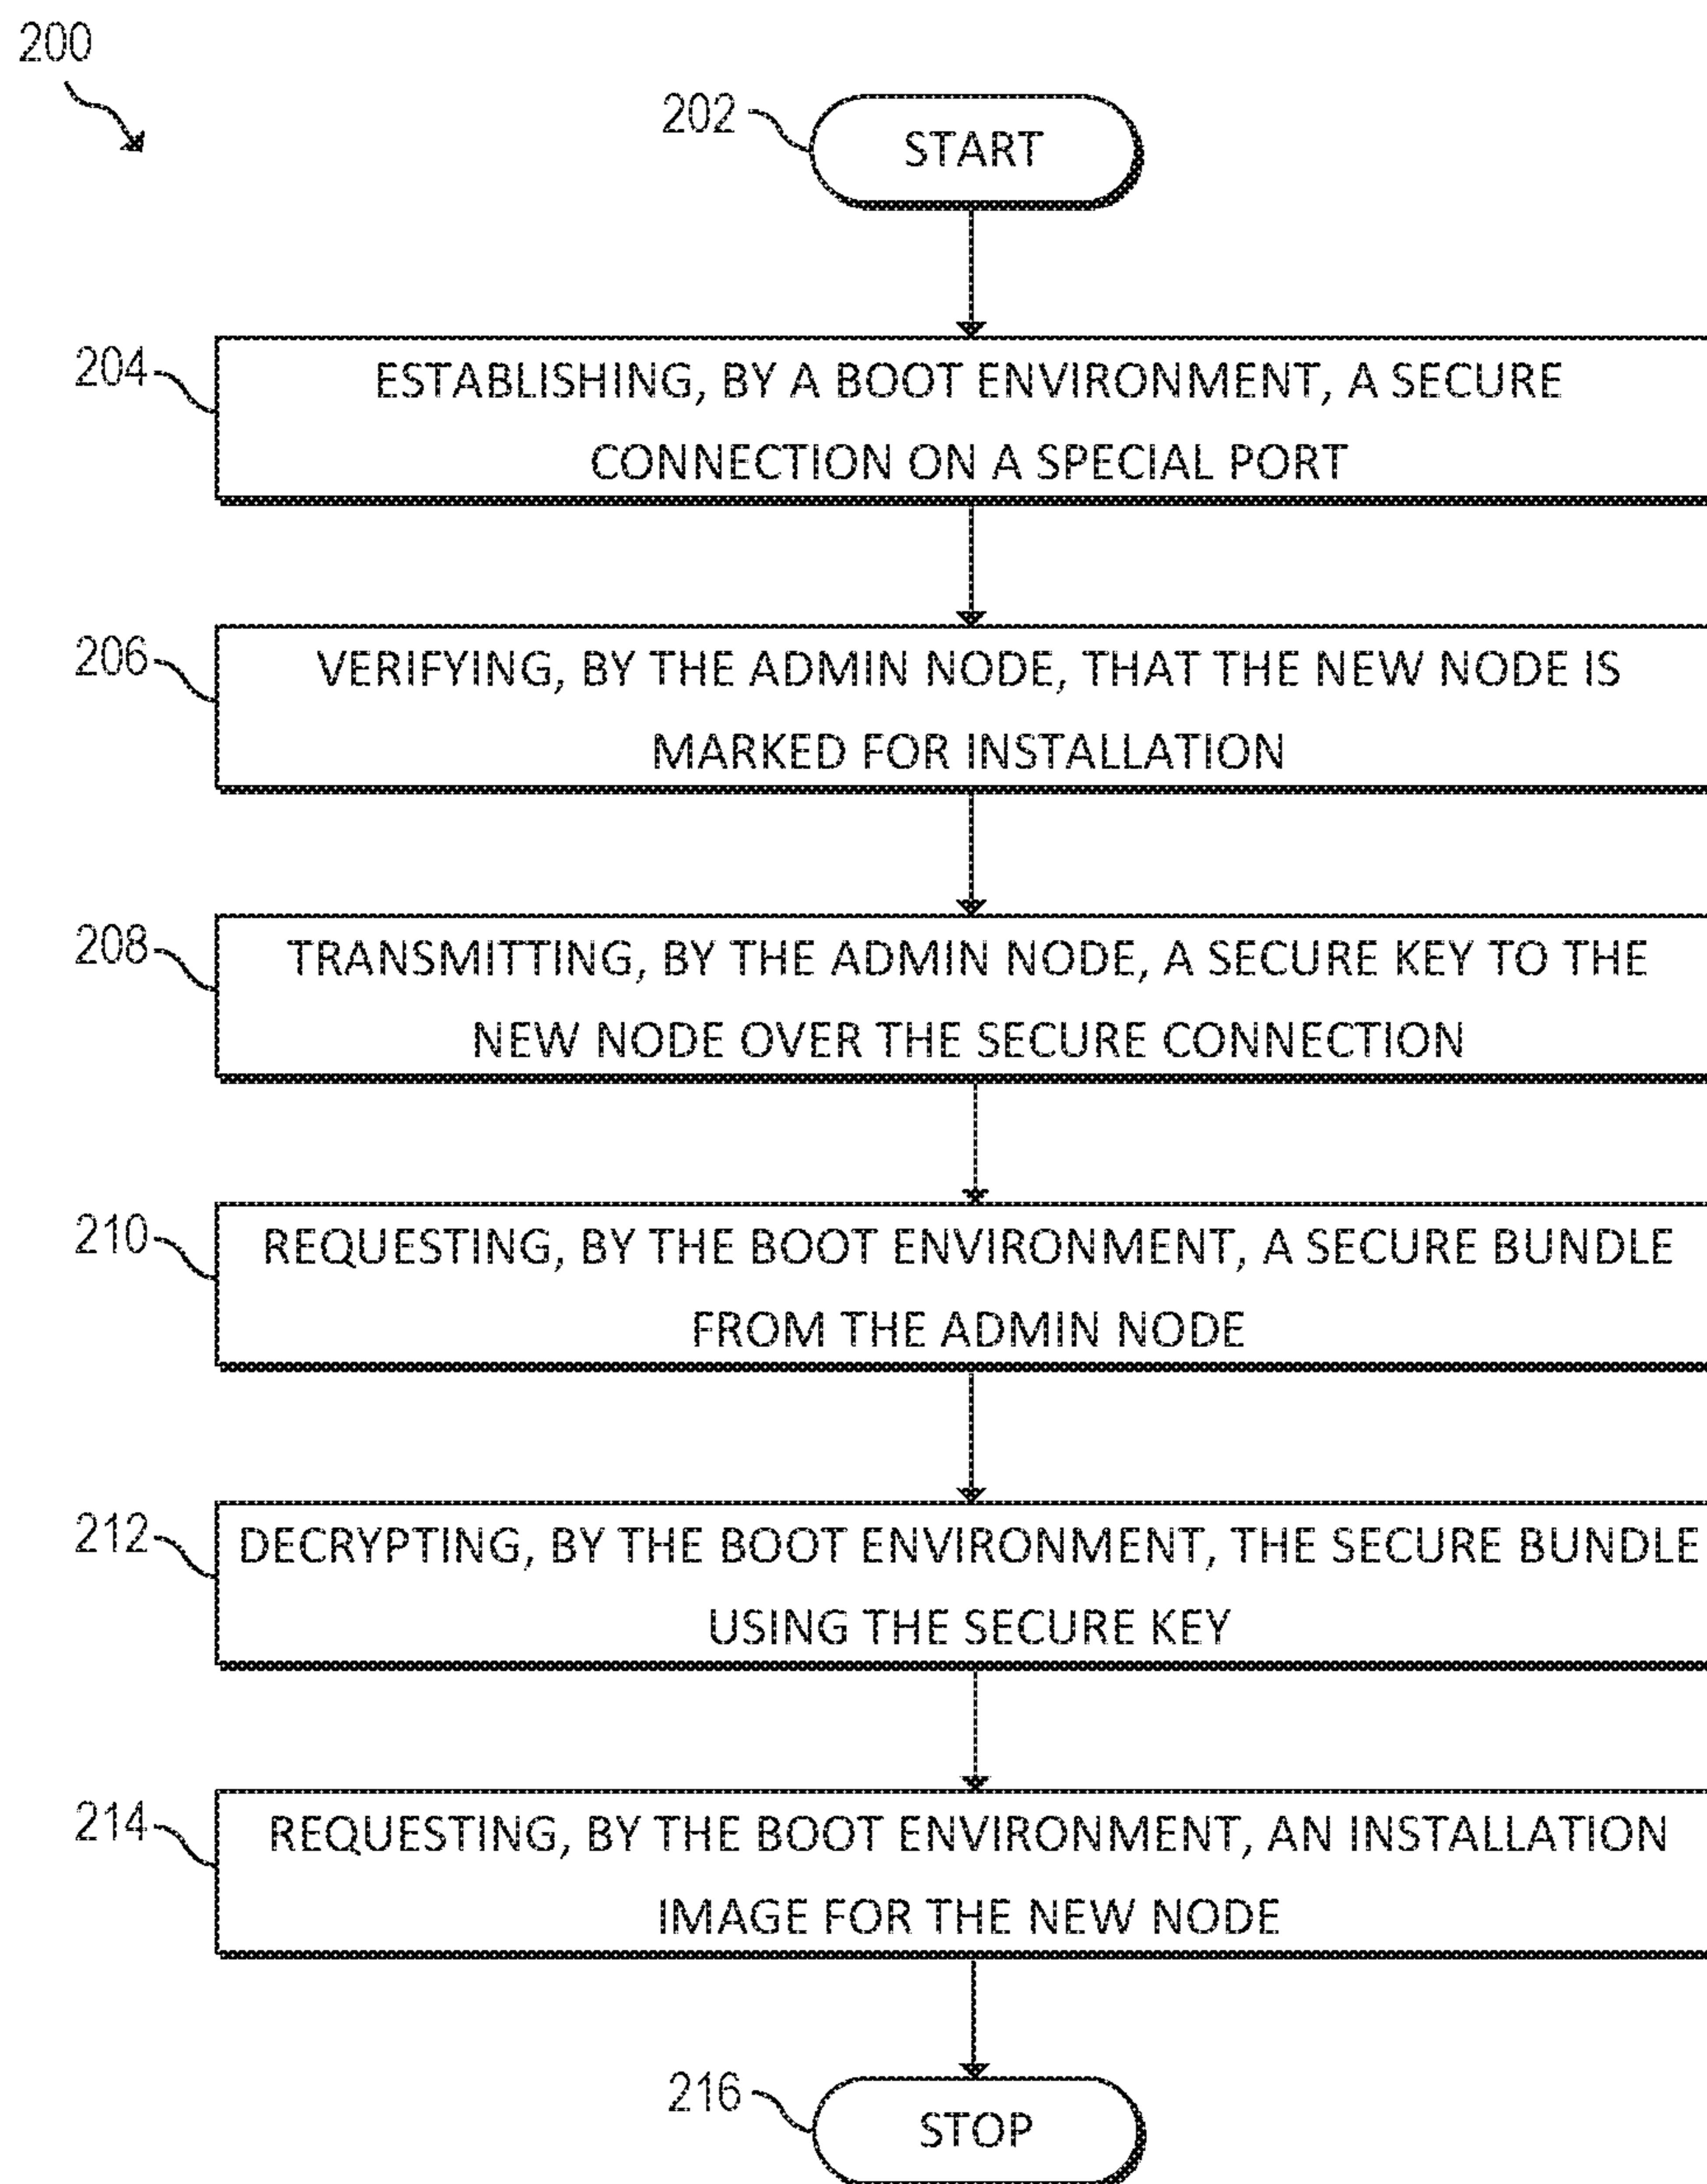 200
202
START
204
ESTABLISHING, BY A BOOT ENVIRONMENT, A SECURE
CONNECTION ON A SPECIAL PORT
206
VERIFYING, BY THE ADMIN NODE, THAT THE NEW NODE IS
MARKED FOR INSTALLATION
208
TRANSMITTING, BY THE ADMIN NODE, A SECURE KEY TO THE
NEW NODE OVER THE SECURE CONNECTION
210
REQUESTING, BY THE BOOT ENVIRONMENT, A SECURE BUNDLE
FROM THE ADMIN NODE
212
DECRYPTING, BY THE BOOT ENVIRONMENT, THE SECURE BUNDLE
USING THE SECURE KEY
214
REQUESTING, BY THE BOOT ENVIRONMENT, AN INSTALLATION
IMAGE FOR THE NEW NODE
216
STOP